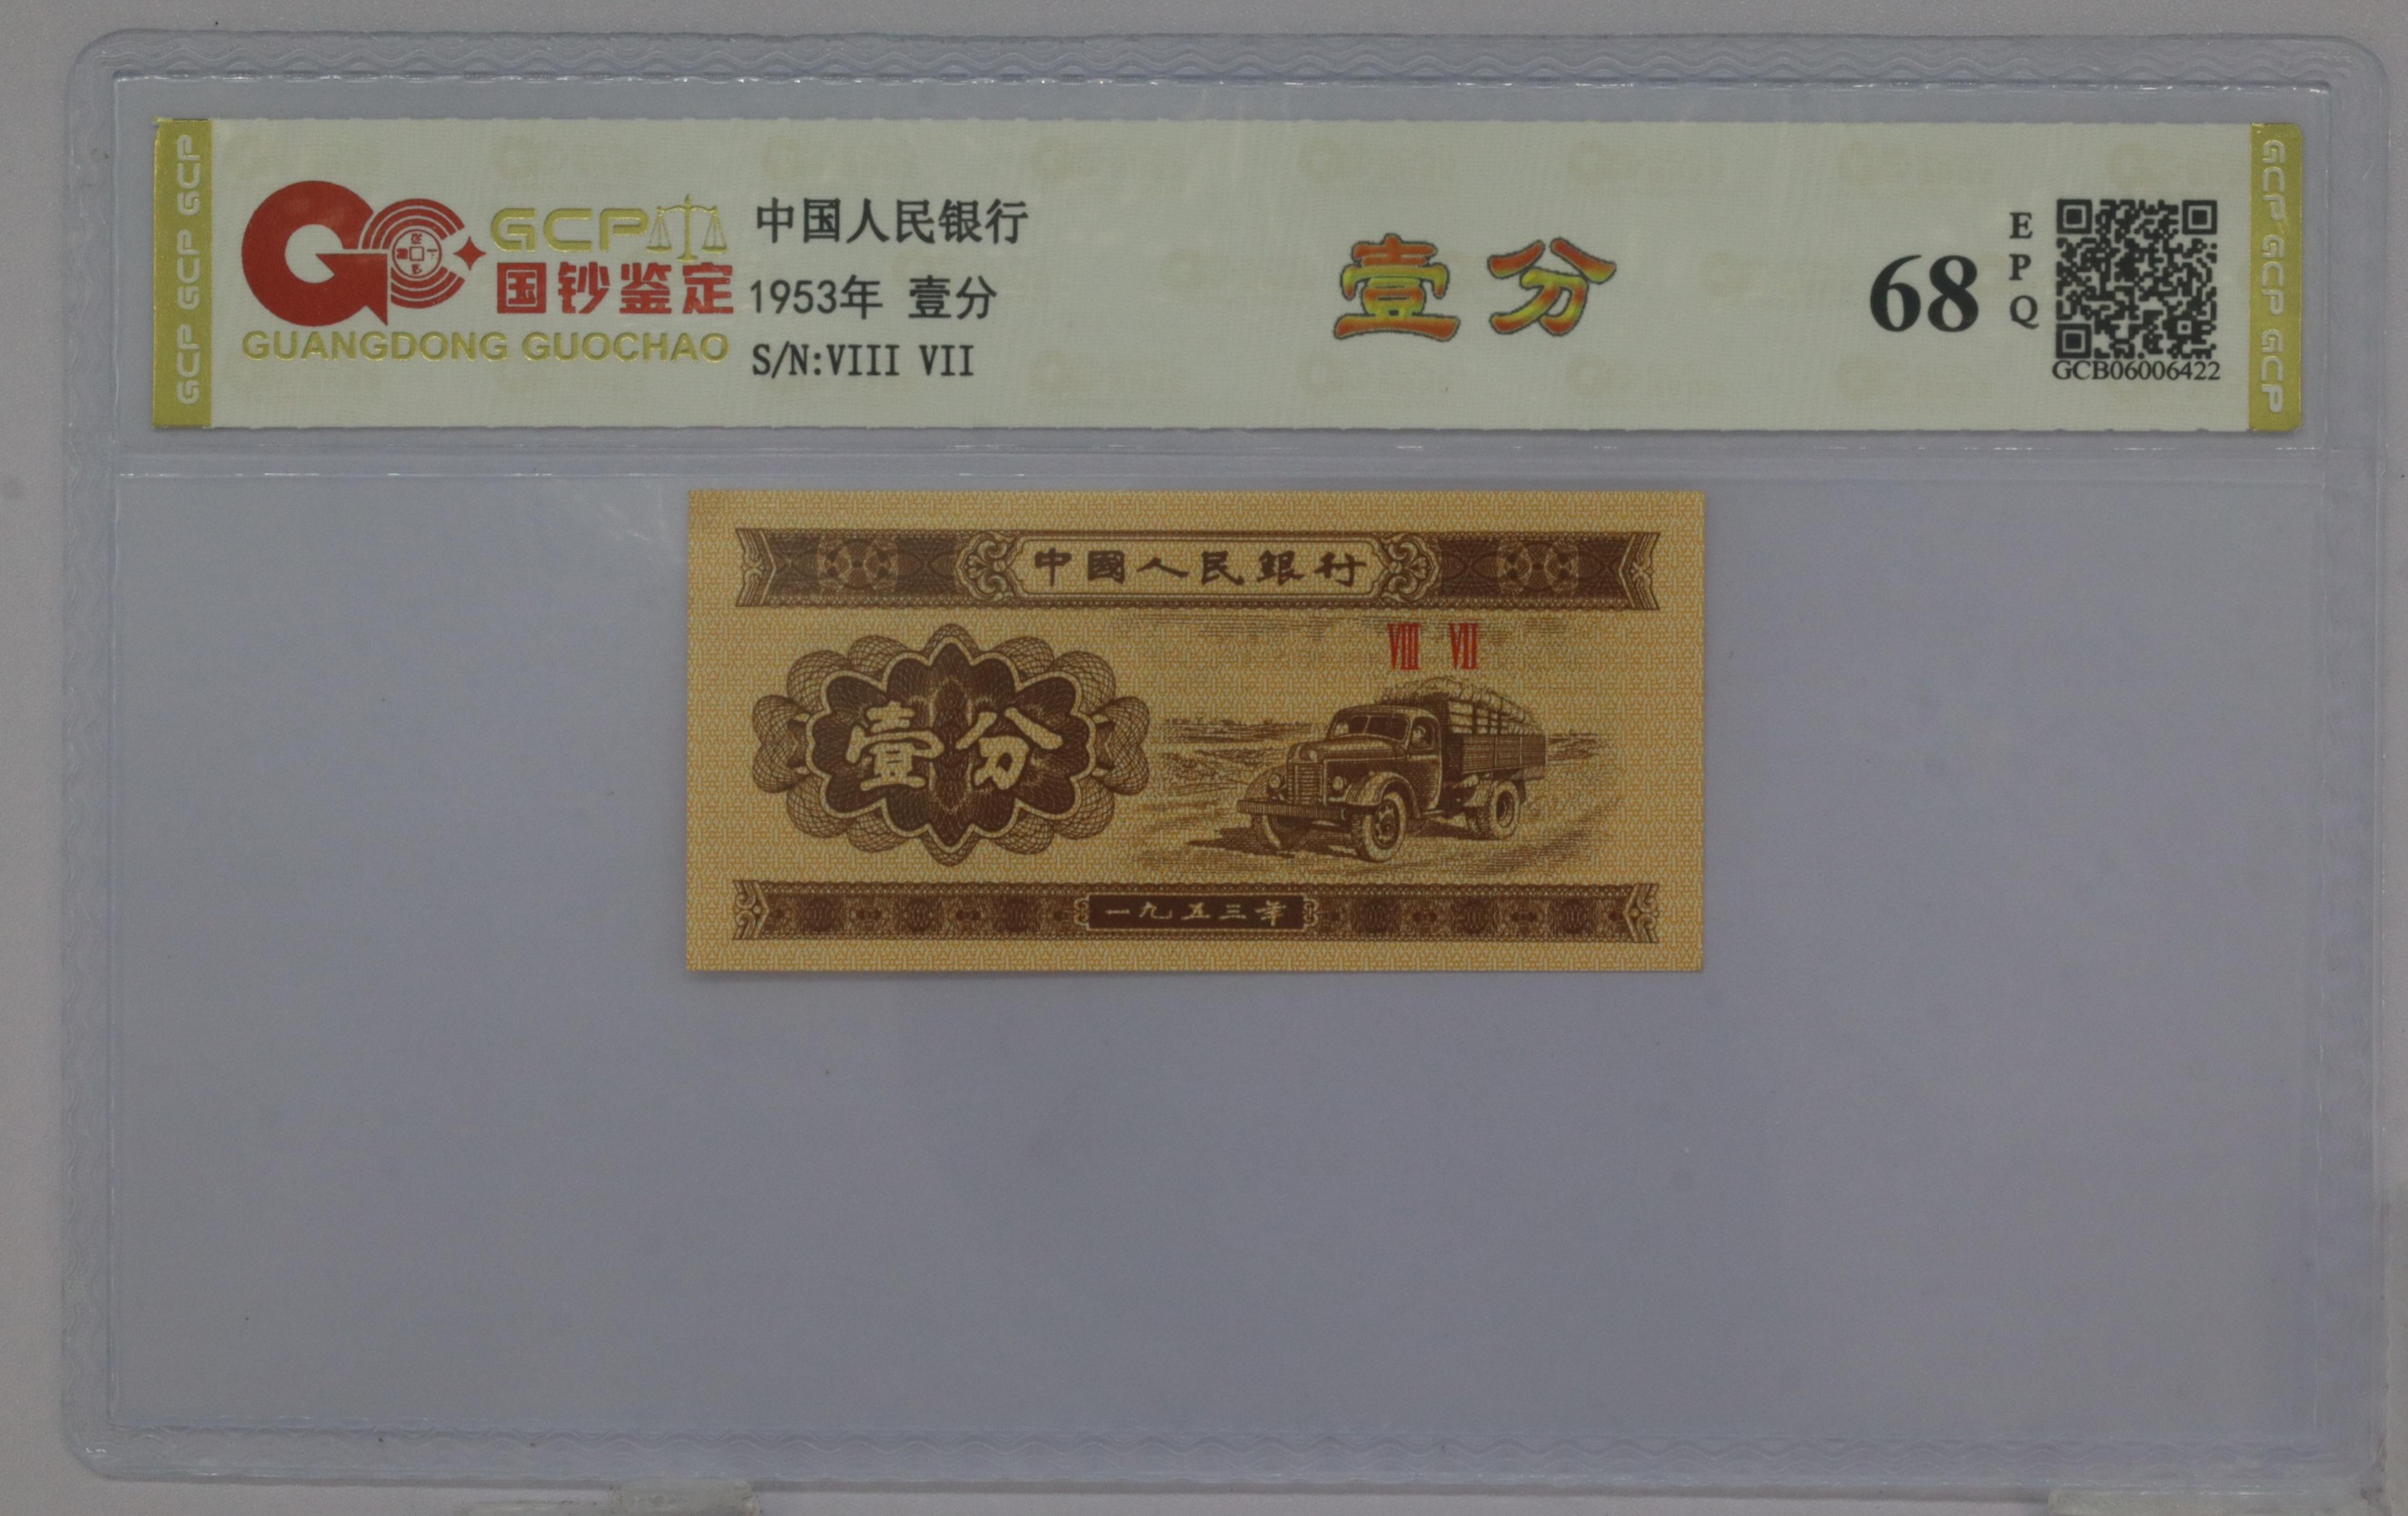 GCP GCP GCP
GCP
国钞鉴定
GUANGDONG GUOCHAO
中国人民银行
1953年 壹分
S/N:VIII VII
壹分
68
EPQ
GCB06006422
GCP GCP GCP
中國人民銀行
VIII VII
壹分
一九五三年